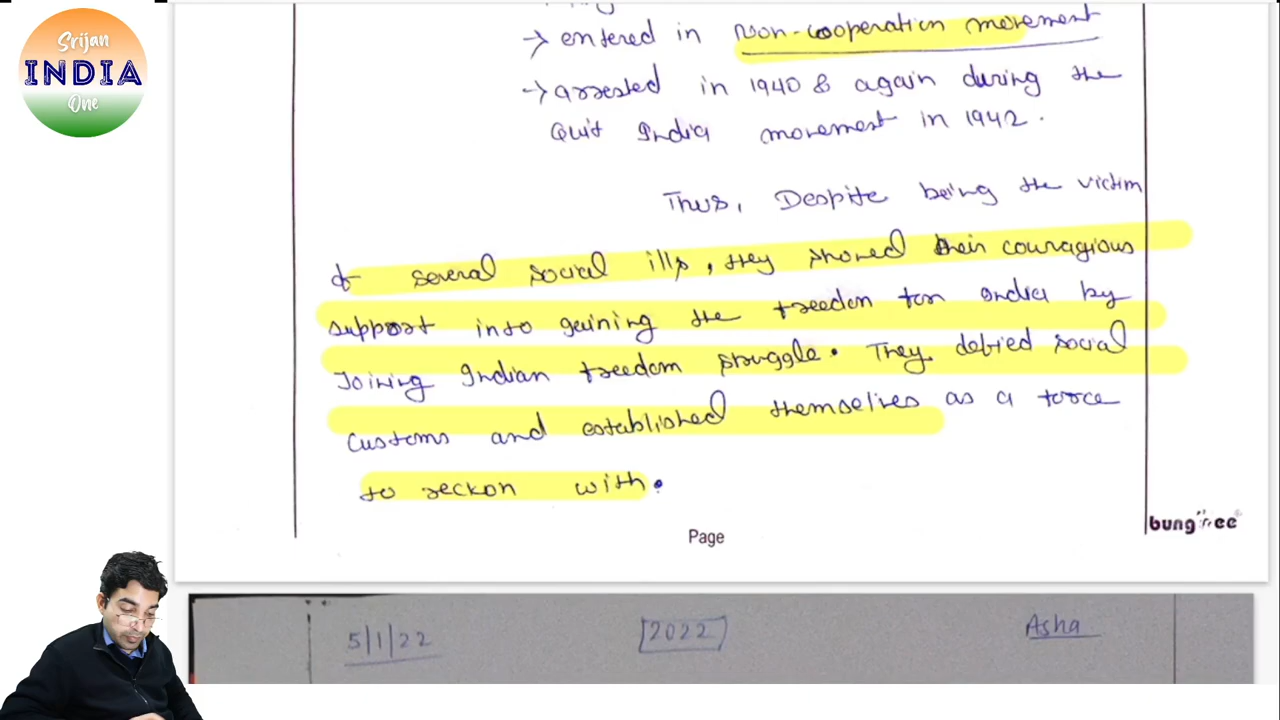 Srijan
INDIA
One
→ entered in Non-cooperation movement
→ arrested in 1940 & again during the
Quit India movement in 1942.
Thus, Despite being the victim
of several social ills, they showed their couragious
support into gaining the freedom for India by
Joining Indian freedom struggle. They defied social
customs and established themselves as a force
to reckon with.
Page
5/1/22 2022 Asha